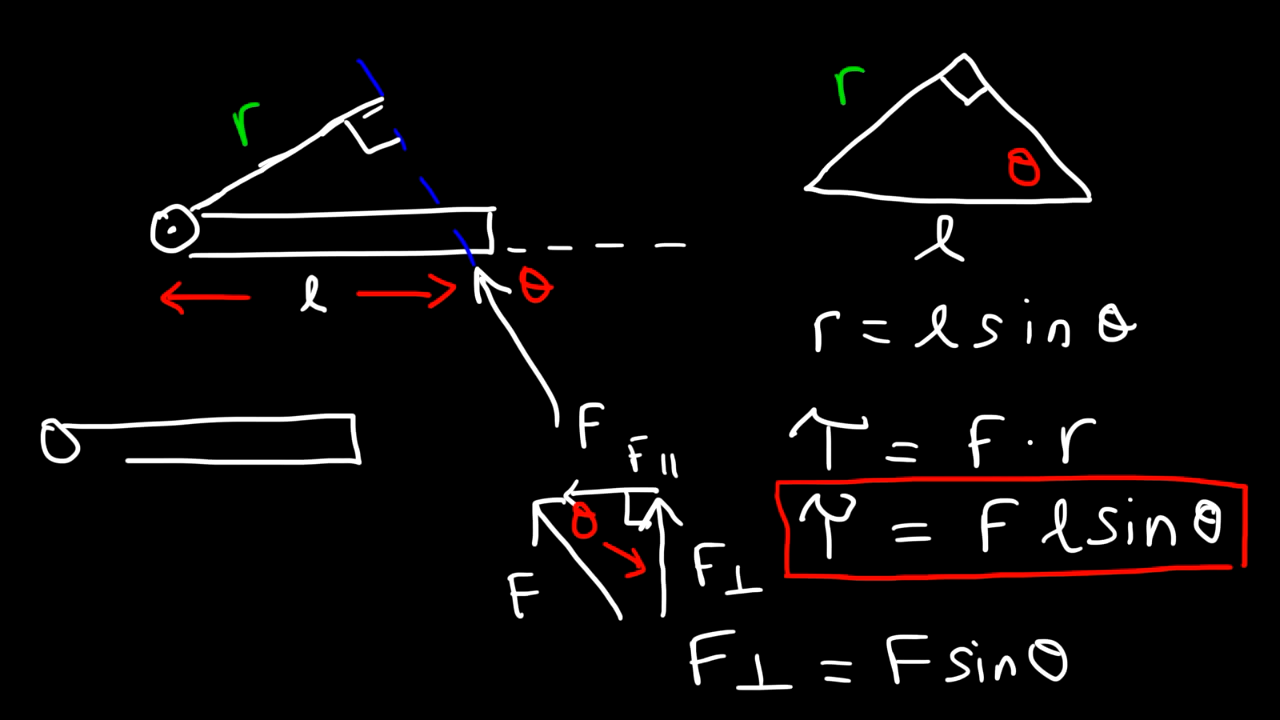 r
r
θ
l
l
θ
r = l sin θ
F
τ = F · r
F||
θ
τ = F l sin θ
F
F⊥
F⊥ = F sin θ